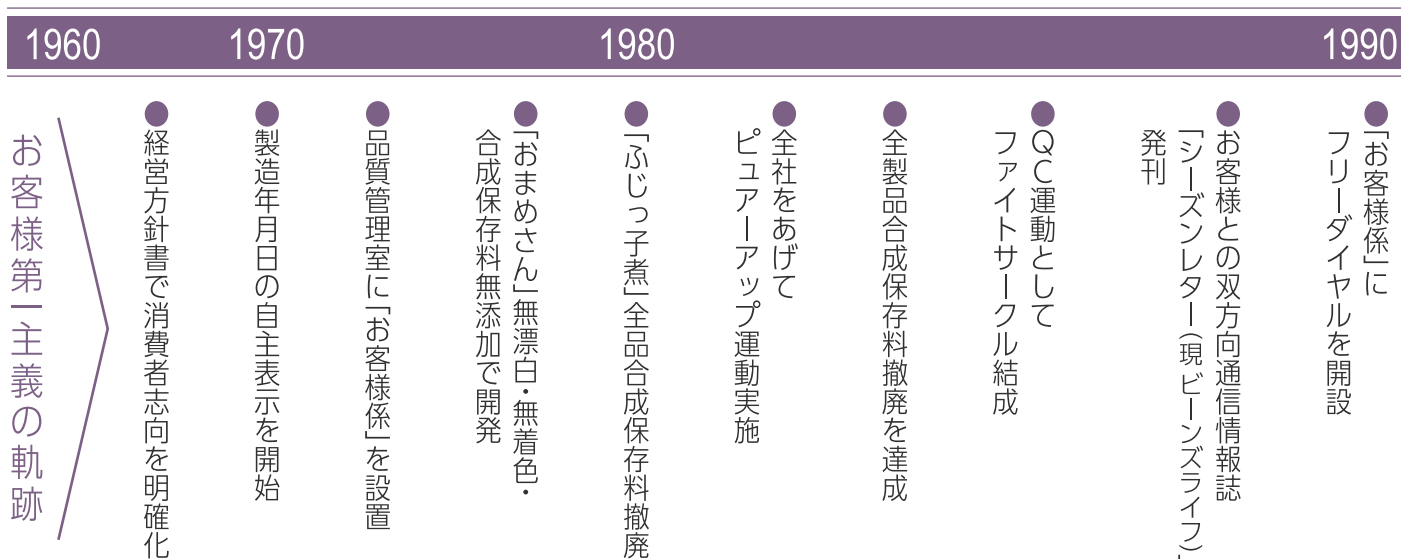 1960 1970 1980 1990
お客様第一主義の軌跡
●経営方針書で消費者志向を明確化
●製造年月日の自主表示を開始
●品質管理室に「お客様係」を設置
●「おまめさん」無漂白・無着色・
合成保存料無添加で開発
●「ふじっ子煮」全品合成保存料撤廃
●全社をあげて
ピュアーアップ運動実施
●全製品合成保存料撤廃を達成
●QC運動として
ファイトサークル結成
●お客様との双方向通信情報誌
「シーズンレター(現 ビーンズライフ)」
発刊
●「お客様係」に
フリーダイヤルを開設